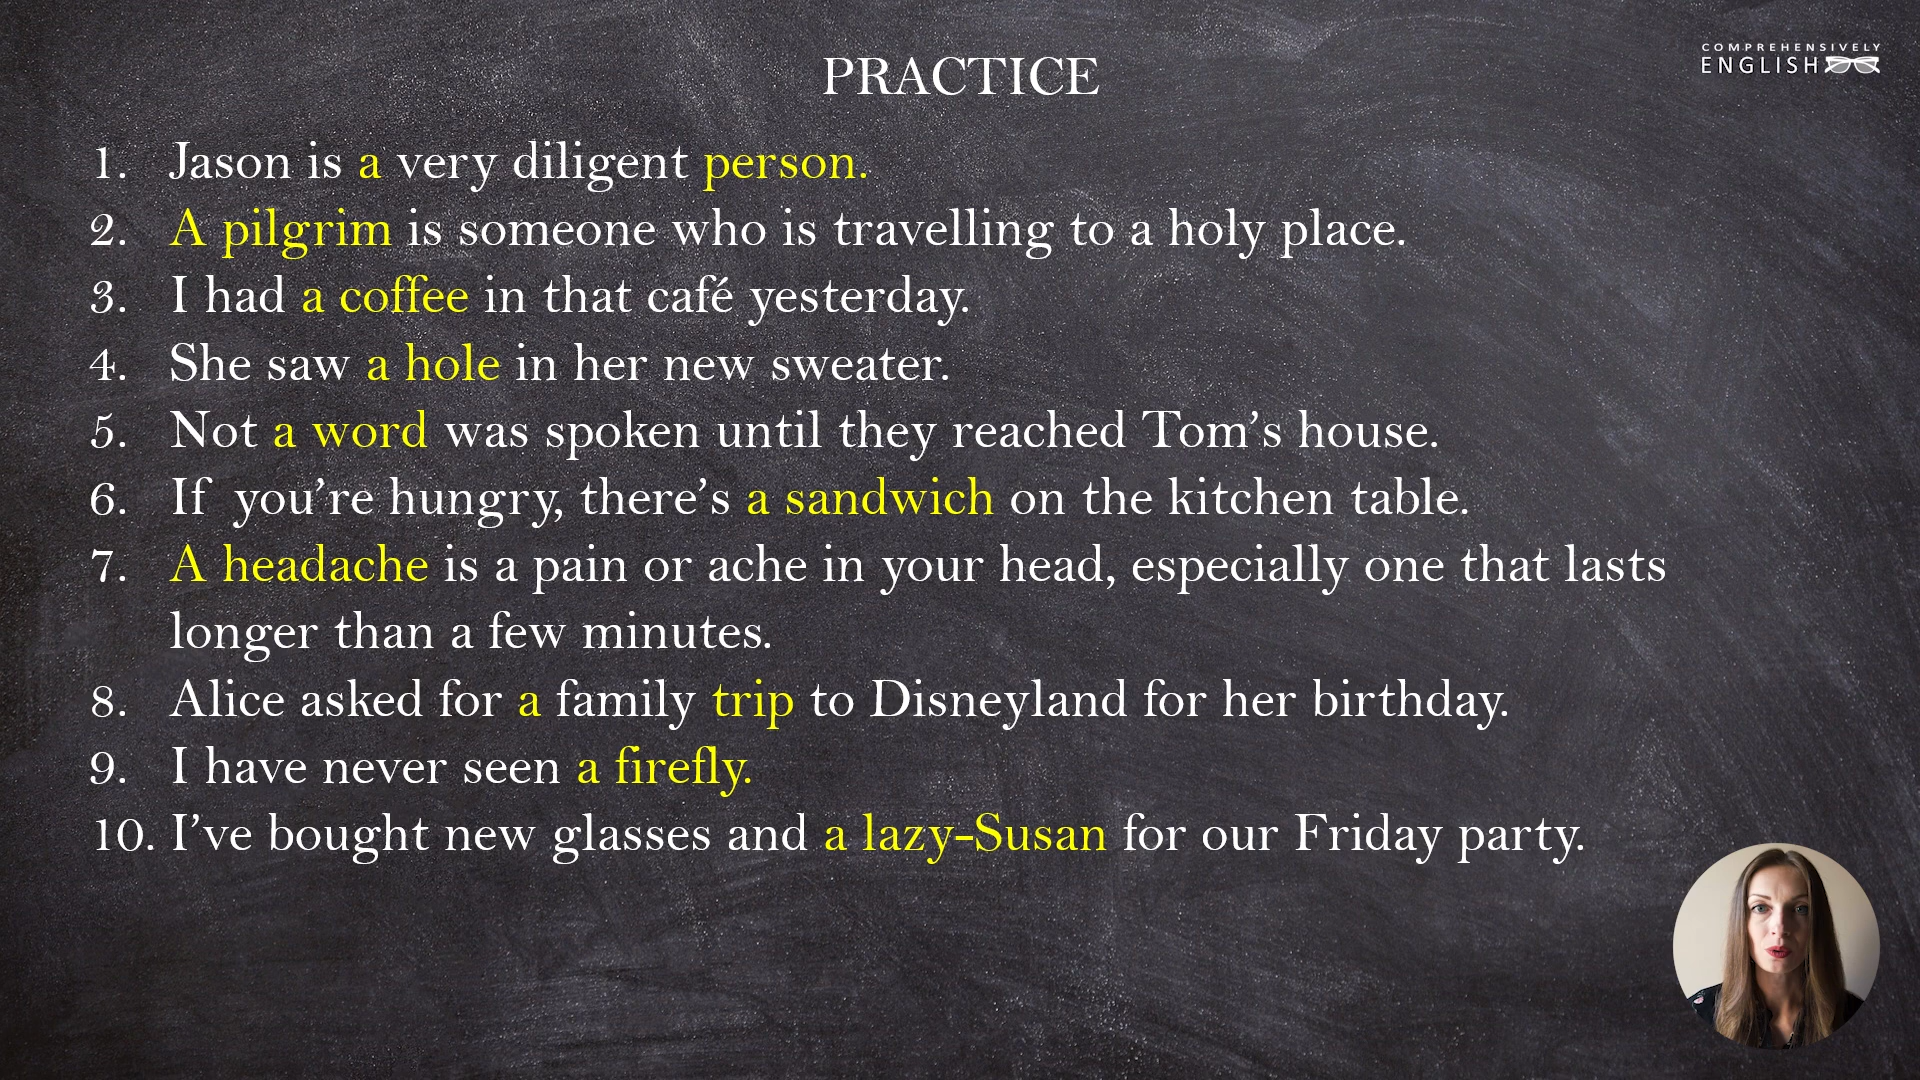 COMPREHENSIVELY
ENGLISH
PRACTICE
1. Jason is a very diligent person.
2. A pilgrim is someone who is travelling to a holy place.
3. I had a coffee in that café yesterday.
4. She saw a hole in her new sweater.
5. Not a word was spoken until they reached Tom’s house.
6. If  you’re hungry, there’s a sandwich on the kitchen table.
7. A headache is a pain or ache in your head, especially one that lasts
longer than a few minutes.
8. Alice asked for a family trip to Disneyland for her birthday.
9. I have never seen a firefly.
10. I’ve bought new glasses and a lazy-Susan for our Friday party.